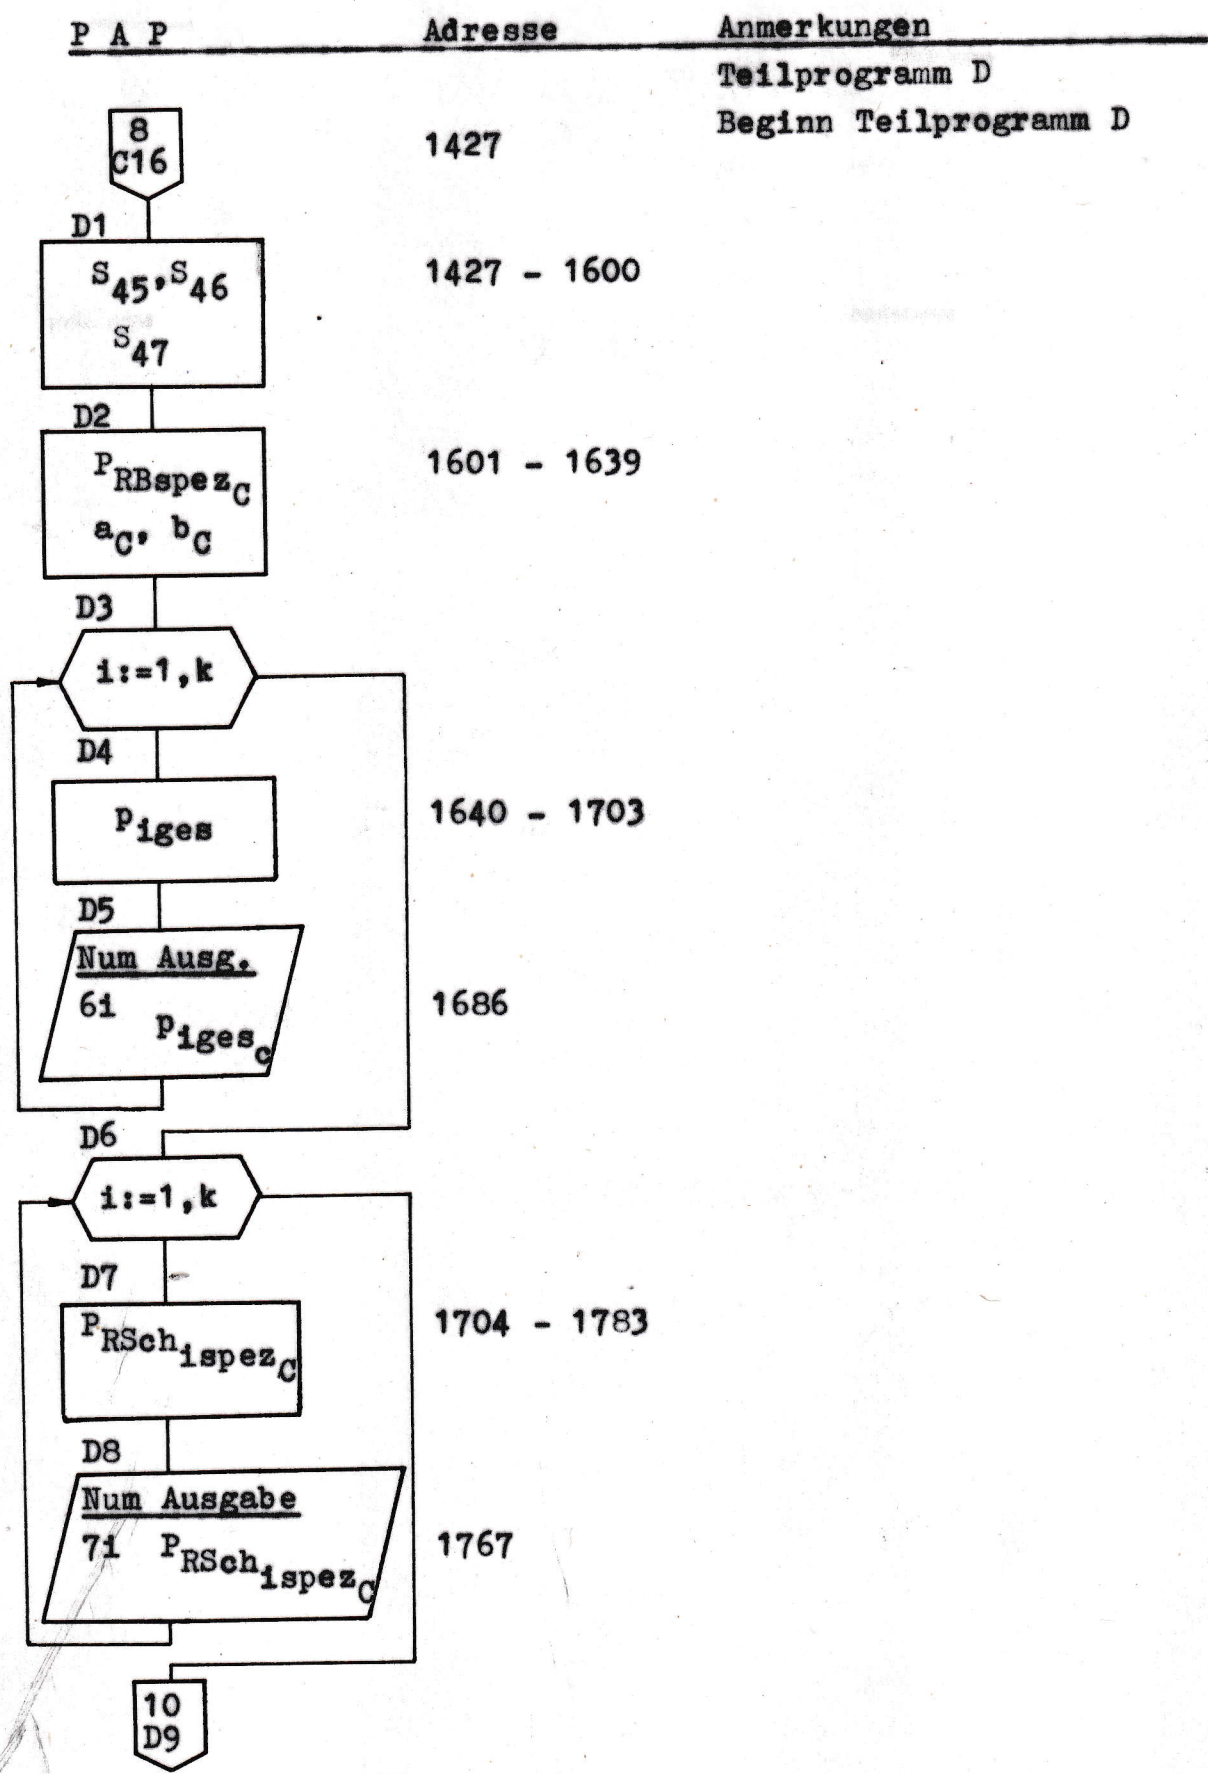 P A P Adresse Anmerkungen
Teilprogramm D
8 C16 1427 Beginn Teilprogramm D
D1
S45,S46 1427 - 1600
S47
D2
PRBspezC 1601 - 1639
aC, bC
D3
i:=1,k
D4
Piges 1640 - 1703
D5
Num Ausg.
6i Pigesc 1686
D6
i:=1,k
D7
PRSchispezC 1704 - 1783
D8
Num Ausgabe
7i PRSchispezC 1767
10
D9